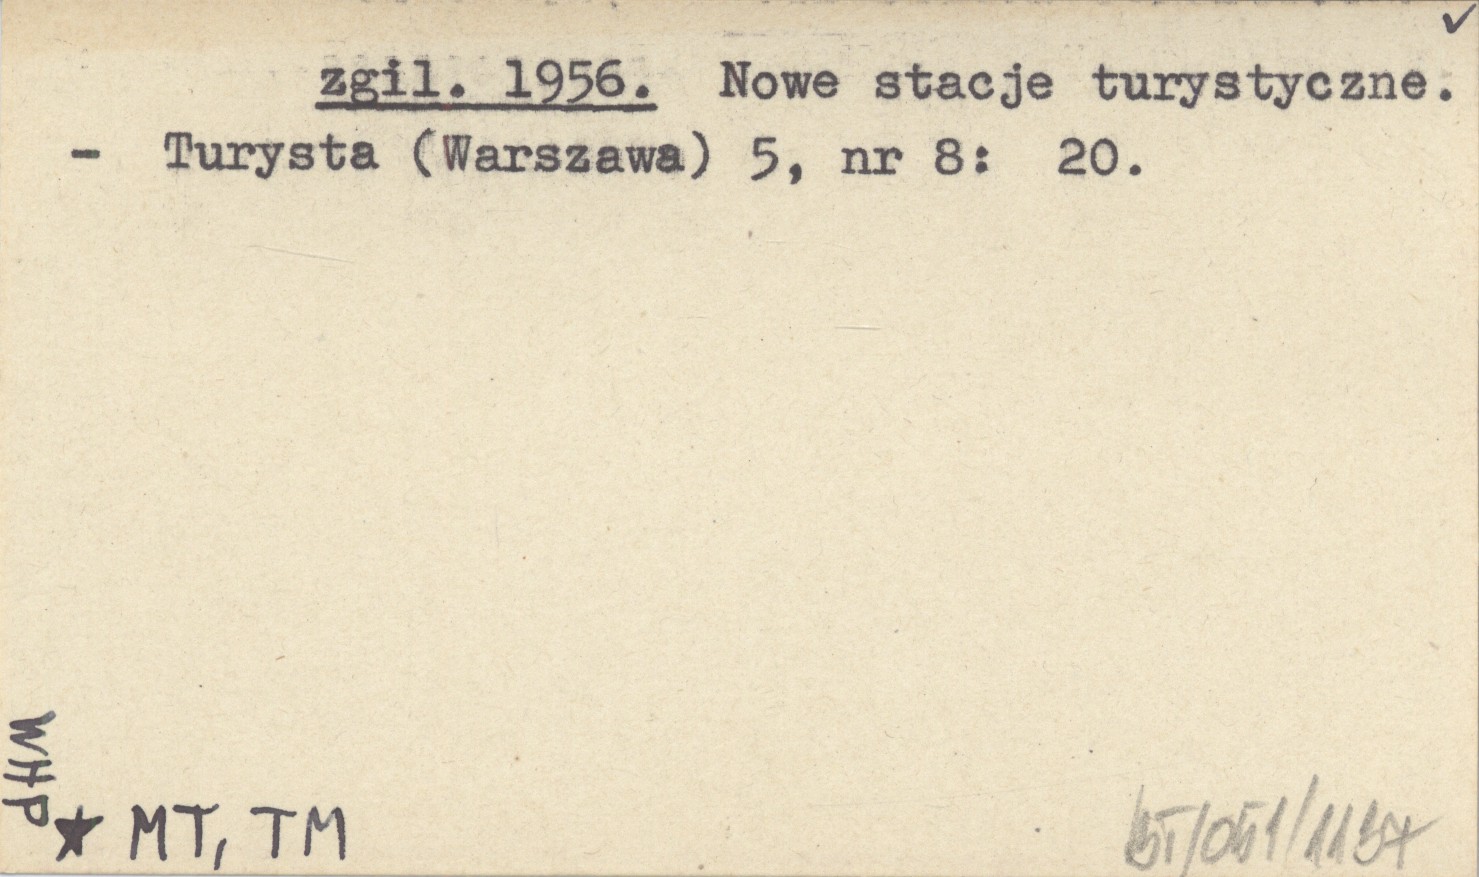 zgil. 1956. Nowe stacje turystyczne.
- Turysta (Warszawa) 5, nr 8: 20.
WHP
★ MT, TM